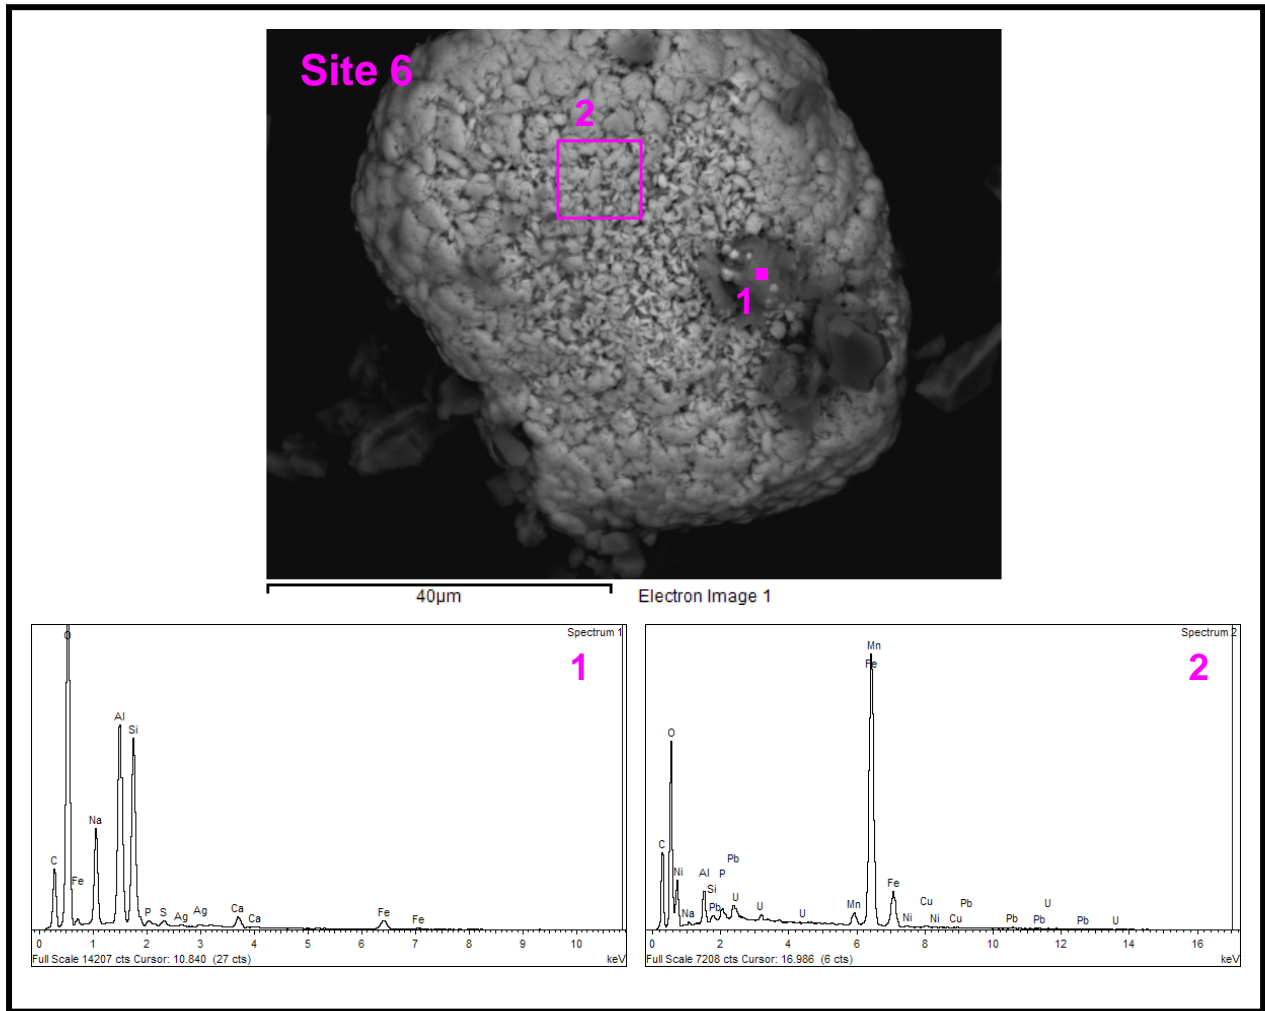 Site 6
2
1
40µm
Electron Image 1
Spectrum 1
1
O
Al
Si
Na
C
Fe
P
S
Ag
Ag
Ca
Ca
Fe
Fe
0 1 2 3 4 5 6 7 8 9 10
Full Scale 14207 cts Cursor: 10.840 (27 cts)
keV
Spectrum 2
2
Mn
Fe
O
C
Ni
Na
Al
Si
Pb
P
Pb
U
U
U
Mn
Fe
Ni
Cu
Ni
Cu
Pb
Pb
U
Pb
Pb
U
0 2 4 6 8 10 12 14 16
Full Scale 7208 cts Cursor: 16.986 (6 cts)
keV